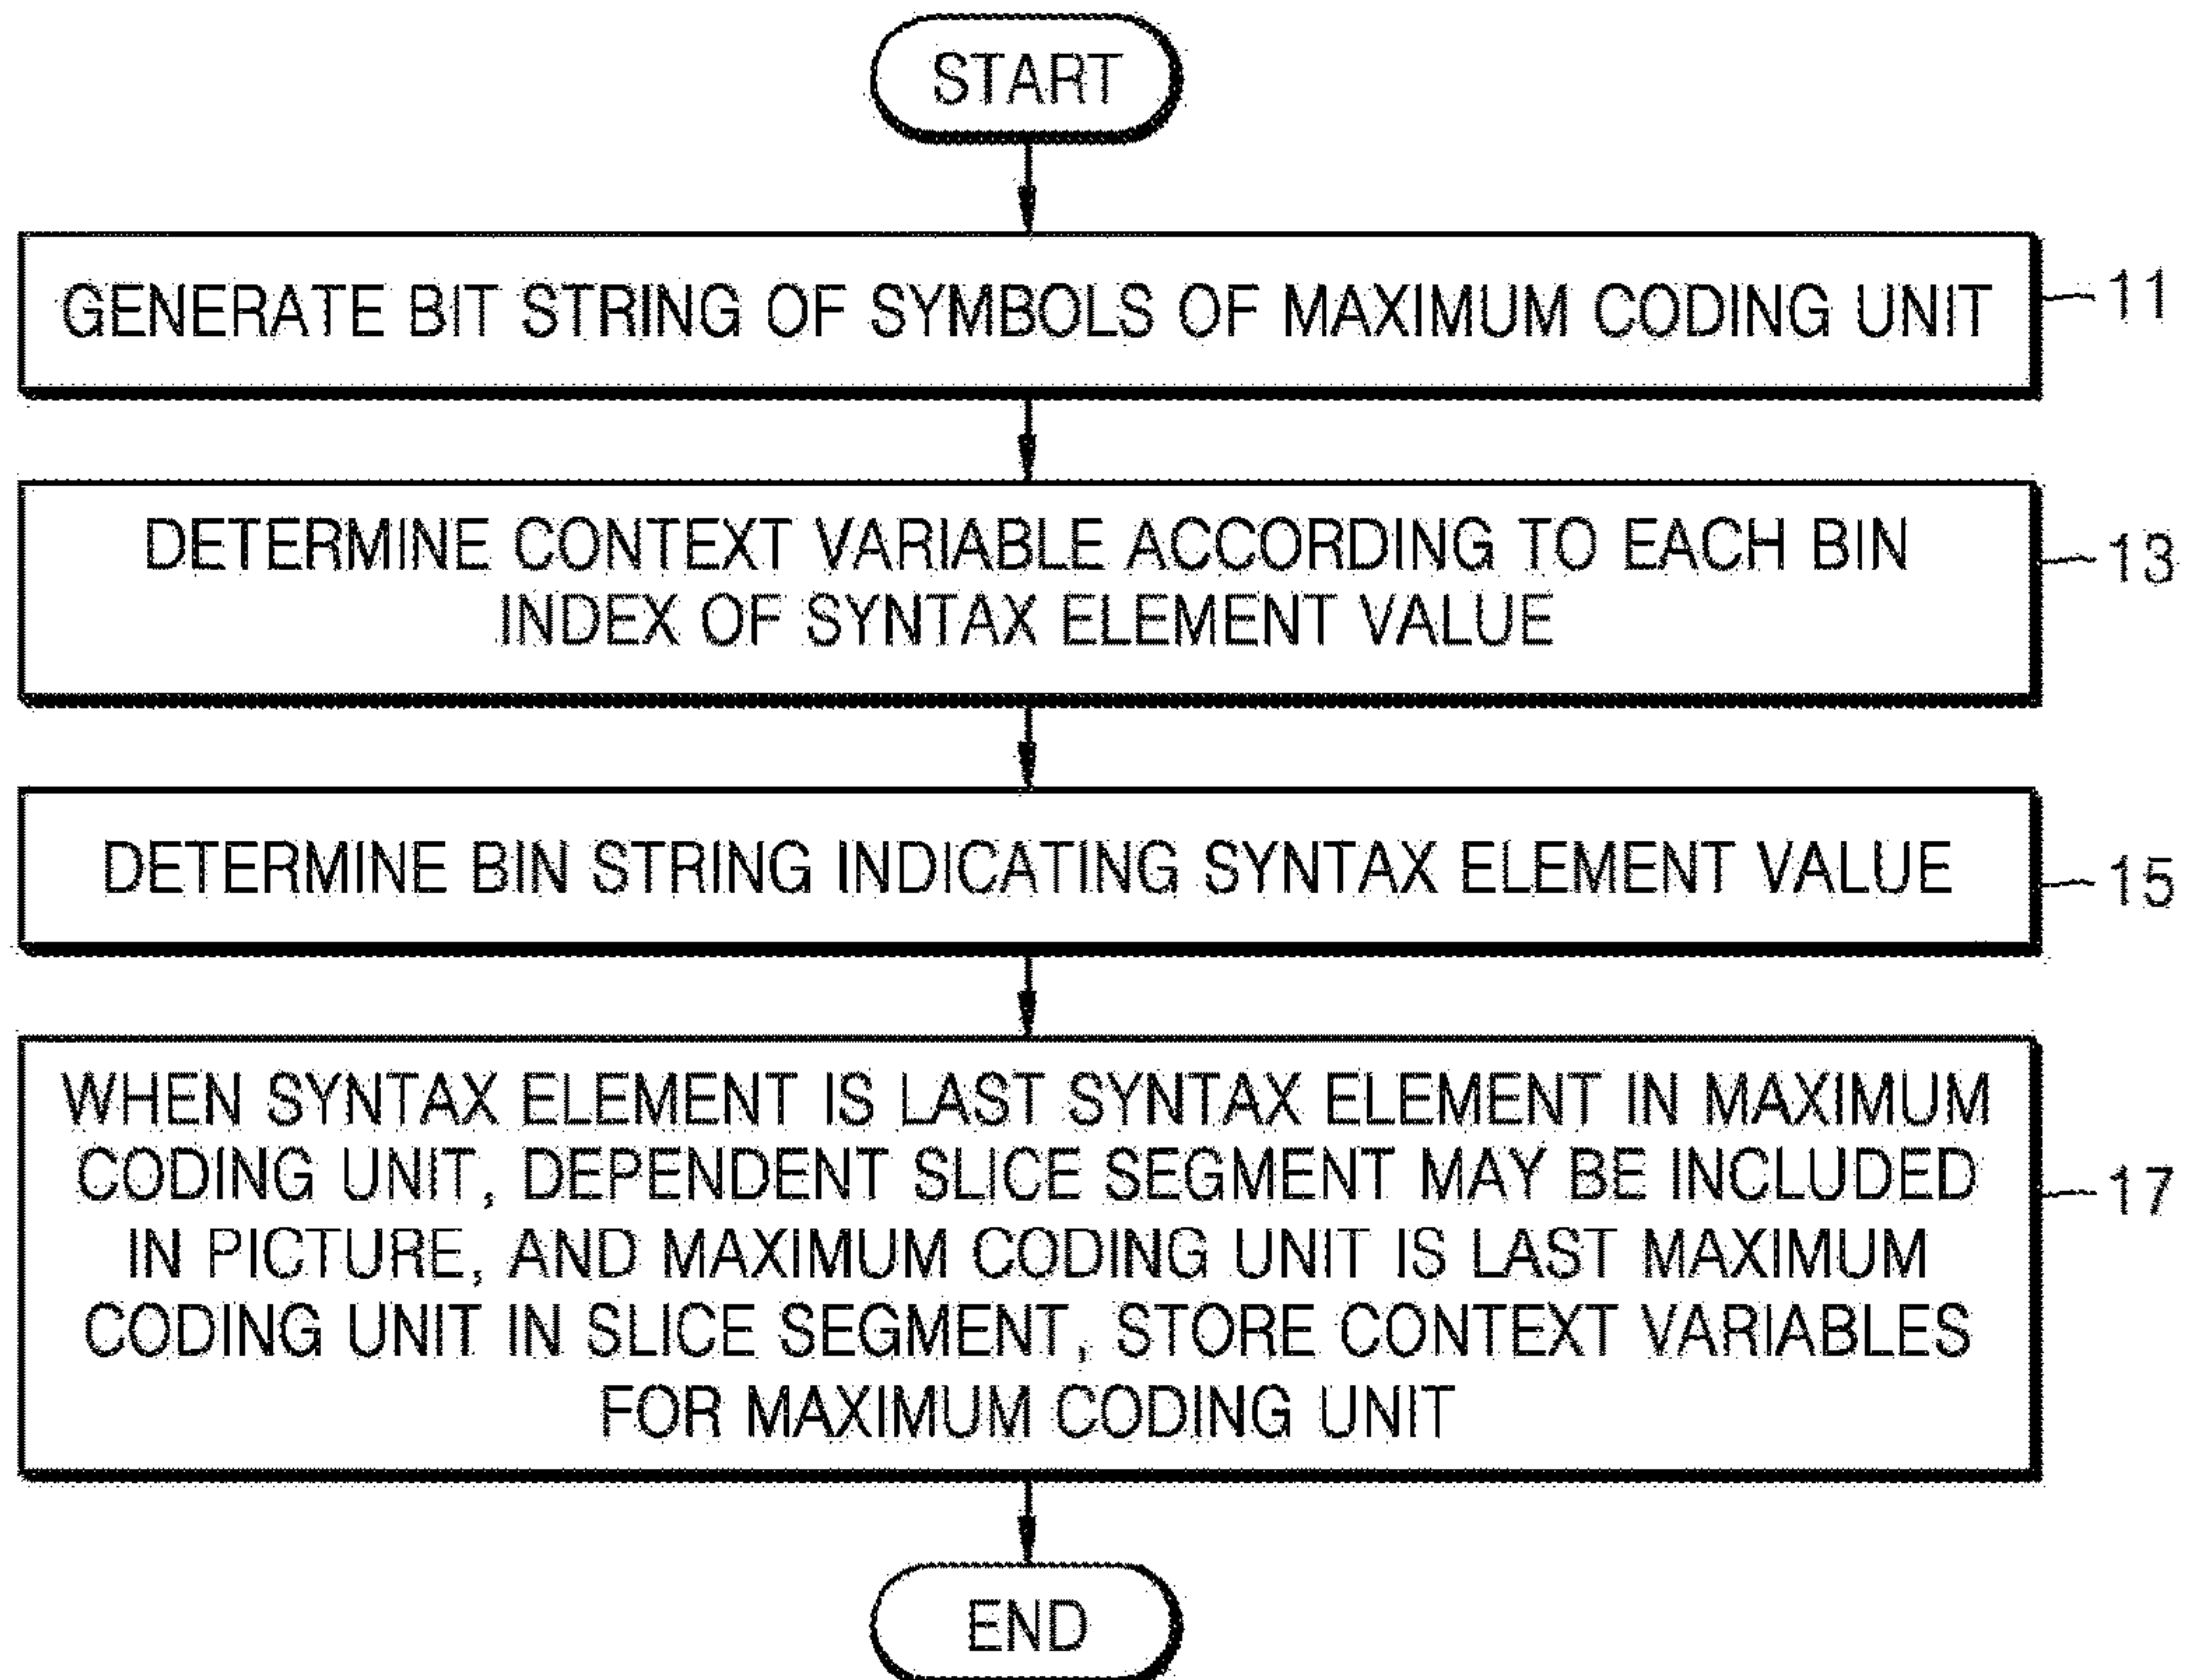 START
GENERATE BIT STRING OF SYMBOLS OF MAXIMUM CODING UNIT
11
DETERMINE CONTEXT VARIABLE ACCORDING TO EACH BIN
INDEX OF SYNTAX ELEMENT VALUE
13
DETERMINE BIN STRING INDICATING SYNTAX ELEMENT VALUE
15
WHEN SYNTAX ELEMENT IS LAST SYNTAX ELEMENT IN MAXIMUM
CODING UNIT, DEPENDENT SLICE SEGMENT MAY BE INCLUDED
IN PICTURE, AND MAXIMUM CODING UNIT IS LAST MAXIMUM
CODING UNIT IN SLICE SEGMENT, STORE CONTEXT VARIABLES
FOR MAXIMUM CODING UNIT
17
END